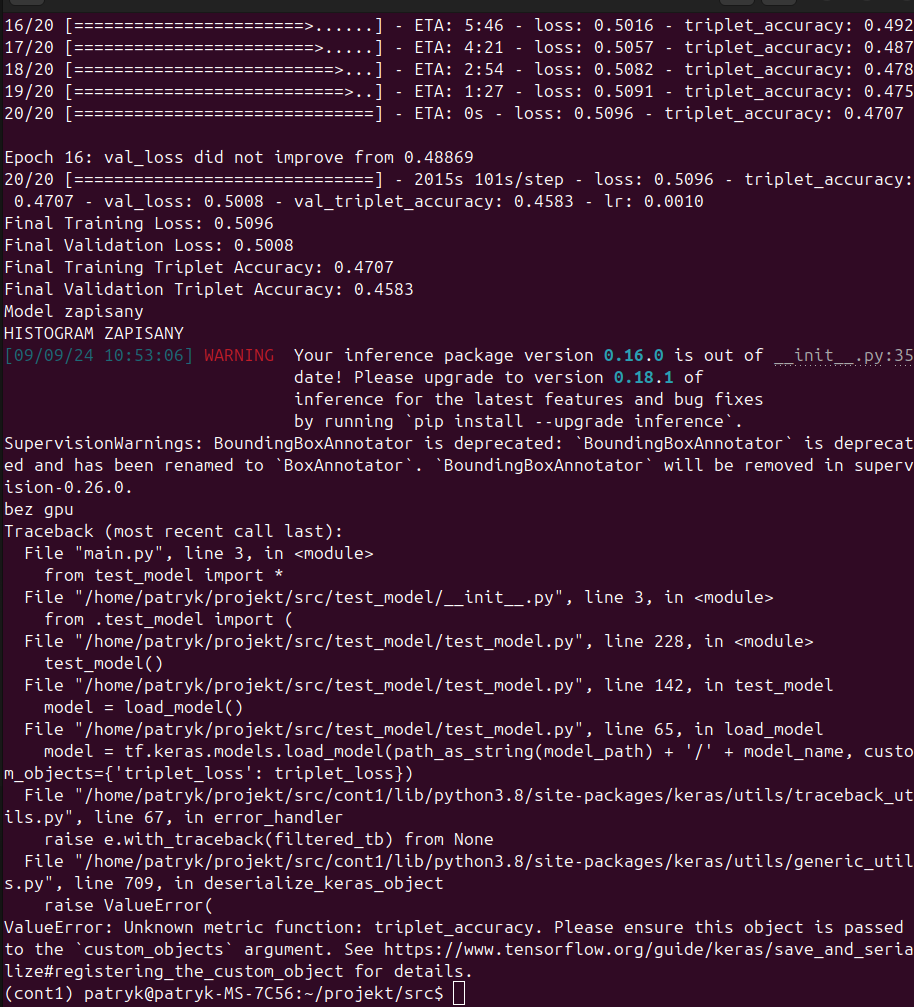 16/20 [=======================>......] - ETA: 5:46 - loss: 0.5016 - triplet_accuracy: 0.492
17/20 [========================>.....] - ETA: 4:21 - loss: 0.5057 - triplet_accuracy: 0.487
18/20 [==========================>...] - ETA: 2:54 - loss: 0.5082 - triplet_accuracy: 0.478
19/20 [===========================>..] - ETA: 1:27 - loss: 0.5091 - triplet_accuracy: 0.475
20/20 [==============================] - ETA: 0s - loss: 0.5096 - triplet_accuracy: 0.4707
Epoch 16: val_loss did not improve from 0.48869
20/20 [==============================] - 2015s 101s/step - loss: 0.5096 - triplet_accuracy:
0.4707 - val_loss: 0.5008 - val_triplet_accuracy: 0.4583 - lr: 0.0010
Final Training Loss: 0.5096
Final Validation Loss: 0.5008
Final Training Triplet Accuracy: 0.4707
Final Validation Triplet Accuracy: 0.4583
Model zapisany
HISTOGRAM ZAPISANY
[09/09/24 10:53:06] WARNING  Your inference package version 0.16.0 is out of __init__.py:35
date! Please upgrade to version 0.18.1 of
inference for the latest features and bug fixes
by running `pip install --upgrade inference`.
SupervisionWarnings: BoundingBoxAnnotator is deprecated: `BoundingBoxAnnotator` is deprecat
ed and has been renamed to `BoxAnnotator`. `BoundingBoxAnnotator` will be removed in superv
ision-0.26.0.
bez gpu
Traceback (most recent call last):
  File "main.py", line 3, in <module>
    from test_model import *
  File "/home/patryk/projekt/src/test_model/__init__.py", line 3, in <module>
    from .test_model import (
  File "/home/patryk/projekt/src/test_model/test_model.py", line 228, in <module>
    test_model()
  File "/home/patryk/projekt/src/test_model/test_model.py", line 142, in test_model
    model = load_model()
  File "/home/patryk/projekt/src/test_model/test_model.py", line 65, in load_model
    model = tf.keras.models.load_model(path_as_string(model_path) + '/' + model_name, custo
m_objects={'triplet_loss': triplet_loss})
  File "/home/patryk/projekt/src/cont1/lib/python3.8/site-packages/keras/utils/traceback_ut
ils.py", line 67, in error_handler
    raise e.with_traceback(filtered_tb) from None
  File "/home/patryk/projekt/src/cont1/lib/python3.8/site-packages/keras/utils/generic_util
s.py", line 709, in deserialize_keras_object
    raise ValueError(
ValueError: Unknown metric function: triplet_accuracy. Please ensure this object is passed
to the `custom_objects` argument. See https://www.tensorflow.org/guide/keras/save_and_seria
lize#registering_the_custom_object for details.
(cont1) patryk@patryk-MS-7C56:~/projekt/src$